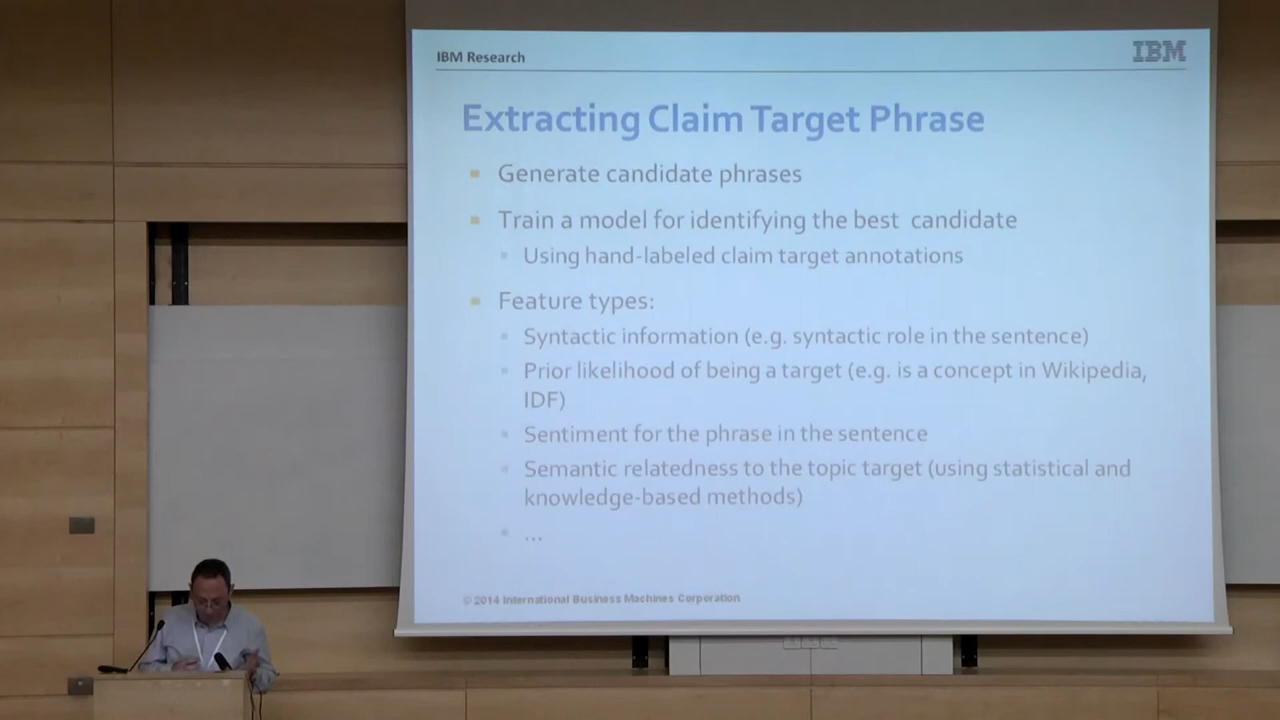 IBM Research
IBM
Extracting Claim Target Phrase
Generate candidate phrases
Train a model for identifying the best candidate
Using hand-labeled claim target annotations
Feature types:
Syntactic information (e.g. syntactic role in the sentence)
Prior likelihood of being a target (e.g. is a concept in Wikipedia,
IDF)
Sentiment for the phrase in the sentence
Semantic relatedness to the topic target (using statistical and
knowledge-based methods)
...
© 2014 International Business Machines Corporation